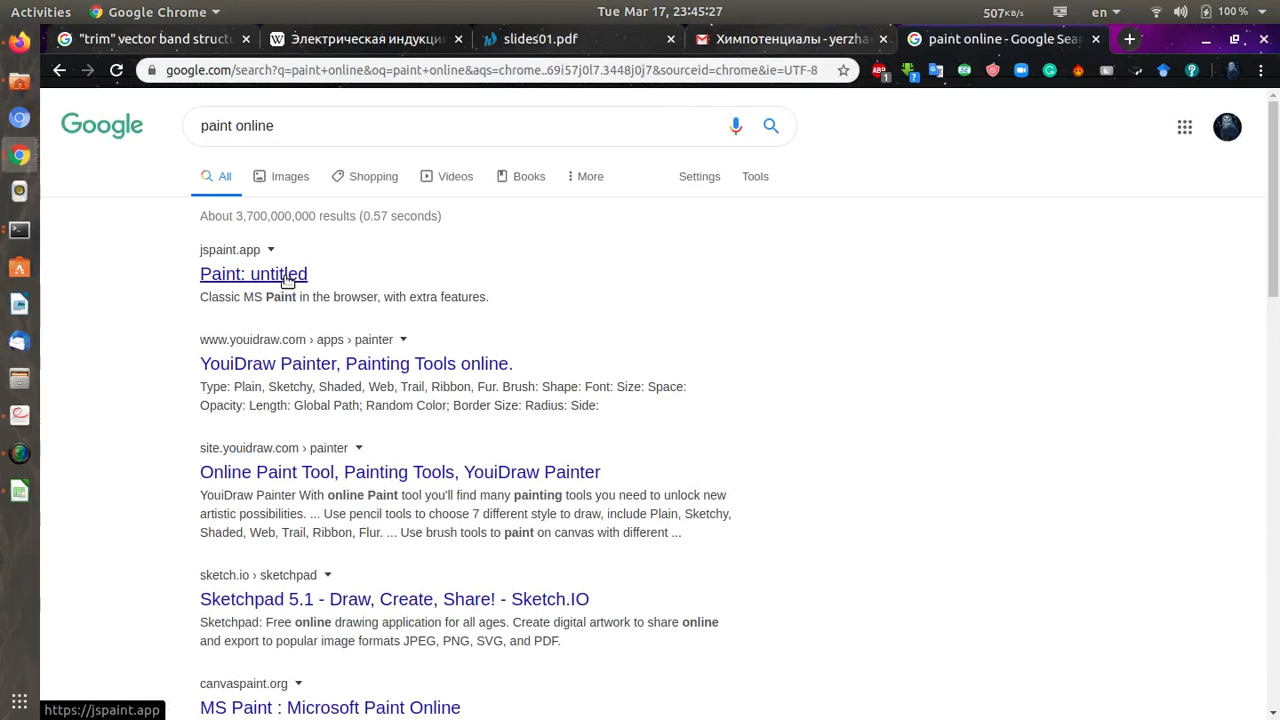 Activities Google Chrome Tue Mar 17, 23:45:27 507KB/s en 100%
"trim" vector band struct Электрическая индукци slides01.pdf Химпотенциалы - yerzha paint online - Google Sear
google.com/search?q=paint+online&oq=paint+online&aqs=chrome..69i57j0l7.3448j0j7&sourceid=chrome&ie=UTF-8
Google paint online
All Images Shopping Videos Books More Settings Tools
About 3,700,000,000 results (0.57 seconds)
jspaint.app
Paint: untitled
Classic MS Paint in the browser, with extra features.
www.youidraw.com › apps › painter
YouiDraw Painter, Painting Tools online.
Type: Plain, Sketchy, Shaded, Web, Trail, Ribbon, Fur. Brush: Shape: Font: Size: Space:
Opacity: Length: Global Path; Random Color; Border Size: Radius: Side:
site.youidraw.com › painter
Online Paint Tool, Painting Tools, YouiDraw Painter
YouiDraw Painter With online Paint tool you'll find many painting tools you need to unlock new
artistic possibilities. ... Use pencil tools to choose 7 different style to draw, include Plain, Sketchy,
Shaded, Web, Trail, Ribbon, Flur. ... Use brush tools to paint on canvas with different ...
sketch.io › sketchpad
Sketchpad 5.1 - Draw, Create, Share! - Sketch.IO
Sketchpad: Free online drawing application for all ages. Create digital artwork to share online
and export to popular image formats JPEG, PNG, SVG, and PDF.
canvaspaint.org
MS Paint : Microsoft Paint Online
https://jspaint.app